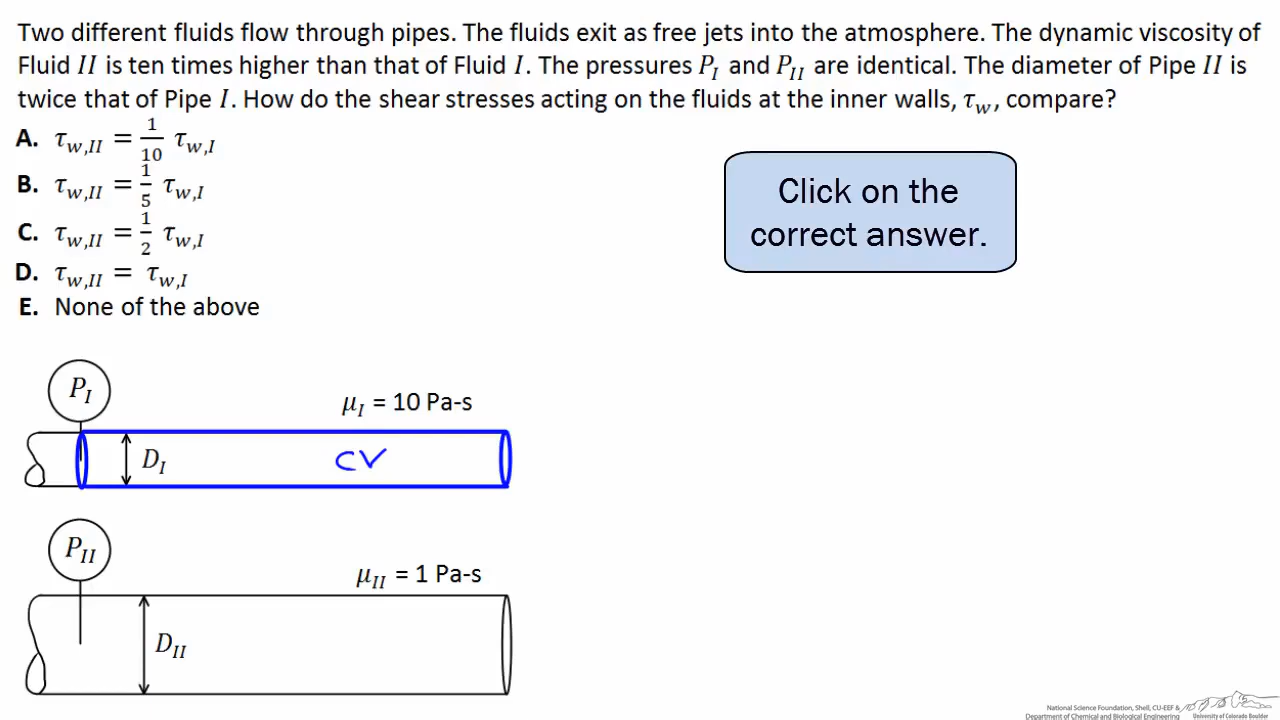 Two different fluids flow through pipes. The fluids exit as free jets into the atmosphere. The dynamic viscosity of
Fluid II is ten times higher than that of Fluid I. The pressures P_I and P_II are identical. The diameter of Pipe II is
twice that of Pipe I. How do the shear stresses acting on the fluids at the inner walls, τ_w, compare?
A. τ_w,II = 1/10 τ_w,I
B. τ_w,II = 1/5 τ_w,I
C. τ_w,II = 1/2 τ_w,I
D. τ_w,II = τ_w,I
E. None of the above
Click on the
correct answer.
P_I
μ_I = 10 Pa-s
D_I
CV
P_II
μ_II = 1 Pa-s
D_II
National Science Foundation, Shell, CU-EEF &
Department of Chemical and Biological Engineering
University of Colorado Boulder